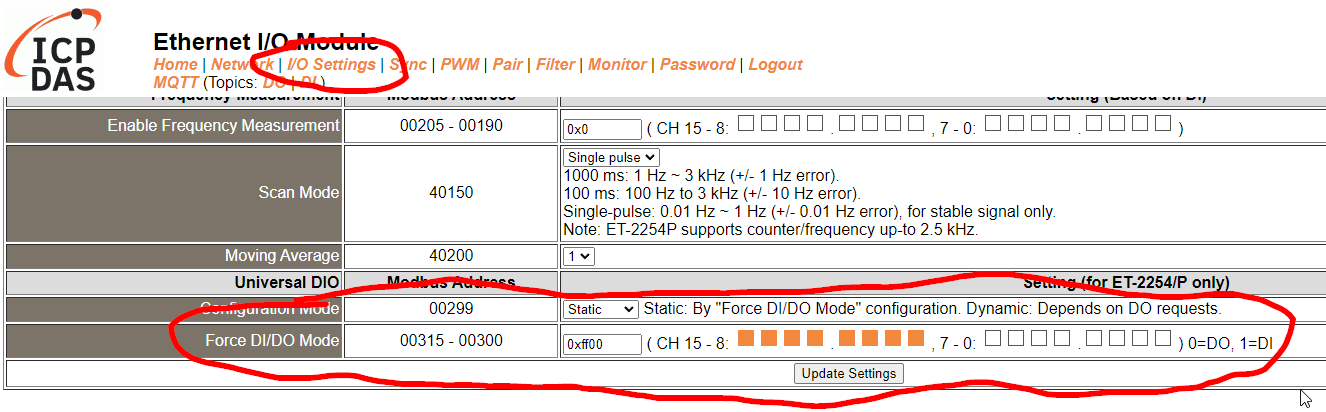 ICP
DAS
Ethernet I/O Module
Home | Network | I/O Settings | Sync | PWM | Pair | Filter | Monitor | Password | Logout
MQTT (Topics: DO | DI )
Frequency Measurement Modbus Address Setting (Based on DI)
Enable Frequency Measurement 00205 - 00190 0x0 ( CH 15 - 8: . , 7 - 0: . )
Scan Mode 40150 Single pulse
1000 ms: 1 Hz ~ 3 kHz (+/- 1 Hz error).
100 ms: 100 Hz to 3 kHz (+/- 10 Hz error).
Single-pulse: 0.01 Hz ~ 1 Hz (+/- 0.01 Hz error), for stable signal only.
Note: ET-2254P supports counter/frequency up-to 2.5 kHz.
Moving Average 40200 1
Universal DIO Modbus Address Setting (for ET-2254/P only)
Configuration Mode 00299 Static Static: By "Force DI/DO Mode" configuration. Dynamic: Depends on DO requests.
Force DI/DO Mode 00315 - 00300 0xff00 ( CH 15 - 8: . , 7 - 0: . ) 0=DO, 1=DI
Update Settings